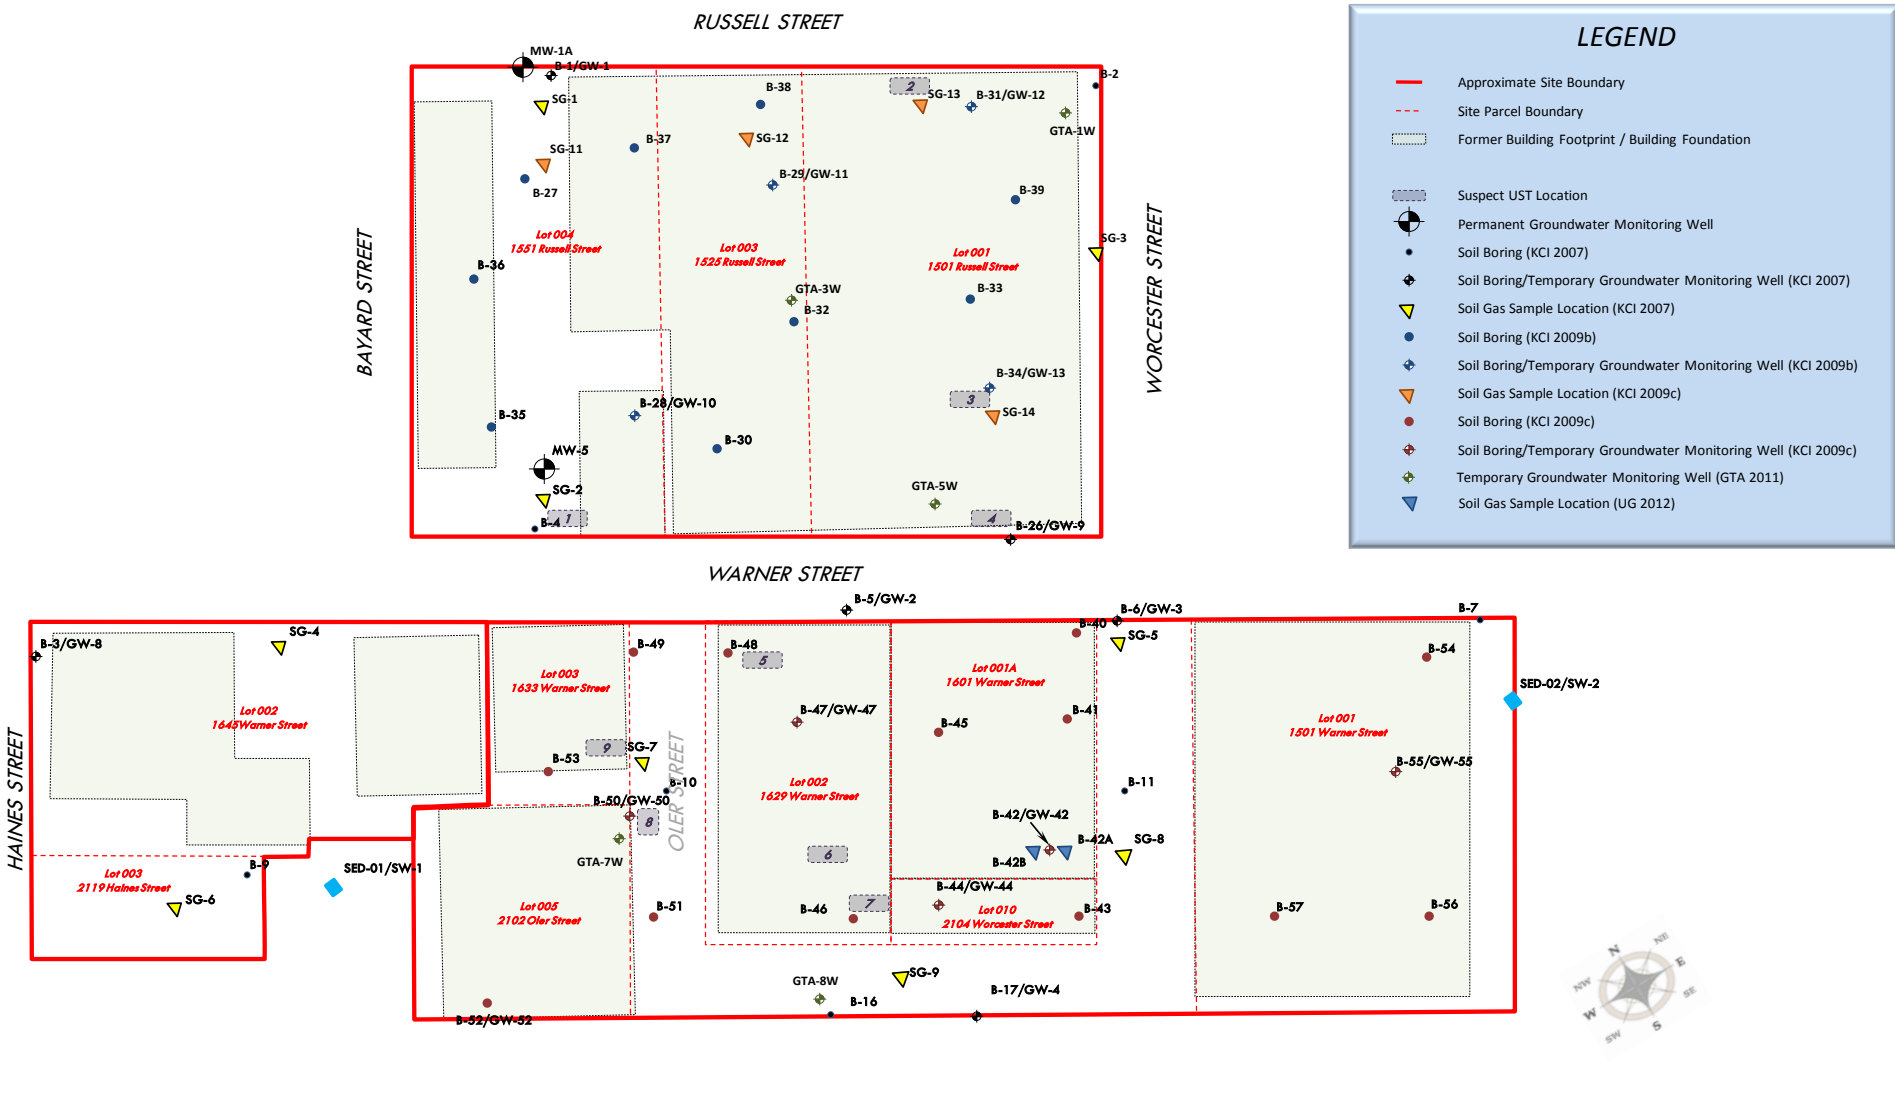 RUSSELL STREET
MW-1A
B-1/GW-1
SG-1
B-38
2
SG-13
B-31/GW-12
GTA-1W
B-2
B-37
SG-12
SG-11
B-27
B-29/GW-11
B-39
BAYARD STREET
WORCESTER STREET
Lot 004
1551 Russell Street
Lot 003
1525 Russell Street
Lot 001
1501 Russell Street
SG-3
B-36
GTA-3W
B-32
B-33
B-34/GW-13
3
SG-14
B-35
B-28/GW-10
B-30
MW-5
SG-2
GTA-5W
B-4
1
4
B-26/GW-9
LEGEND
Approximate Site Boundary
Site Parcel Boundary
Former Building Footprint / Building Foundation
Suspect UST Location
Permanent Groundwater Monitoring Well
Soil Boring (KCI 2007)
Soil Boring/Temporary Groundwater Monitoring Well (KCI 2007)
Soil Gas Sample Location (KCI 2007)
Soil Boring (KCI 2009b)
Soil Boring/Temporary Groundwater Monitoring Well (KCI 2009b)
Soil Gas Sample Location (KCI 2009c)
Soil Boring (KCI 2009c)
Soil Boring/Temporary Groundwater Monitoring Well (KCI 2009c)
Temporary Groundwater Monitoring Well (GTA 2011)
Soil Gas Sample Location (UG 2012)
WARNER STREET
B-5/GW-2
B-6/GW-3
B-7
B-3/GW-8
SG-4
B-49
B-48
5
B-40
SG-5
B-54
Lot 003
1633 Warner Street
Lot 001A
1601 Warner Street
SED-02/SW-2
HAINES STREET
Lot 002
1645Warner Street
B-47/GW-47
B-45
B-41
Lot 001
1501 Warner Street
9
SG-7
B-53
OLER STREET
B-10
Lot 002
1629 Warner Street
B-11
B-55/GW-55
B-50/GW-50
8
GTA-7W
6
B-42/GW-42
B-42A
B-42B
SG-8
B-9
SED-01/SW-1
Lot 003
2119 Haines Street
SG-6
Lot 005
2102 Oler Street
B-51
B-46
7
B-44/GW-44
Lot 010
2104 Worcester Street
B-43
B-57
B-56
SG-9
GTA-8W
B-16
B-17/GW-4
B-52/GW-52
N
NE
E
SE
S
SW
W
NW